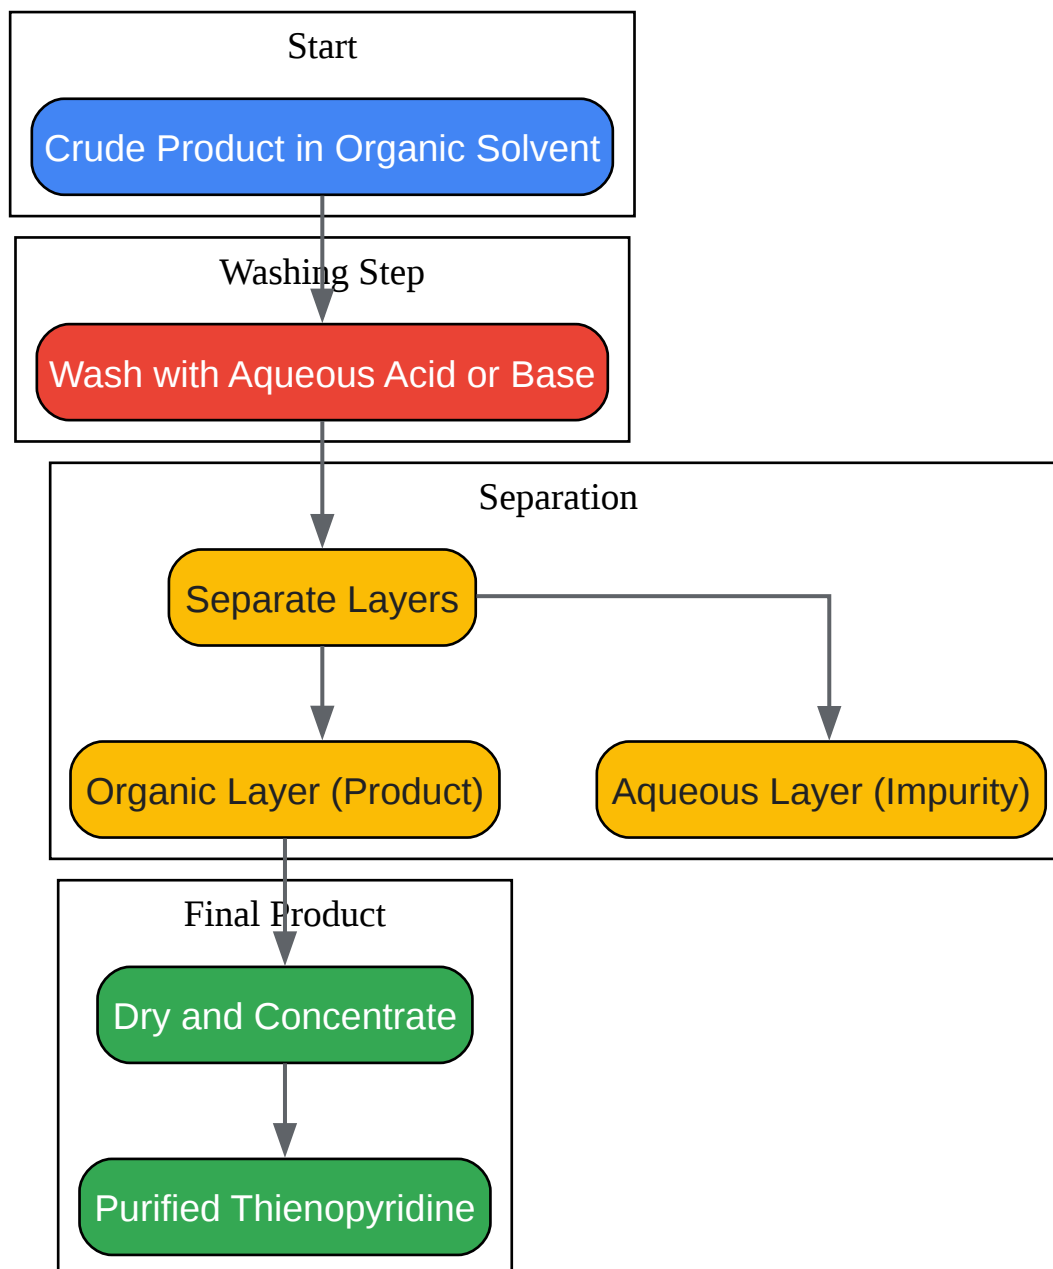 Start
Crude Product in Organic Solvent
Washing Step
Wash with Aqueous Acid or Base
Separation
Separate Layers
Organic Layer (Product)
Aqueous Layer (Impurity)
Final Product
Dry and Concentrate
Purified Thienopyridine